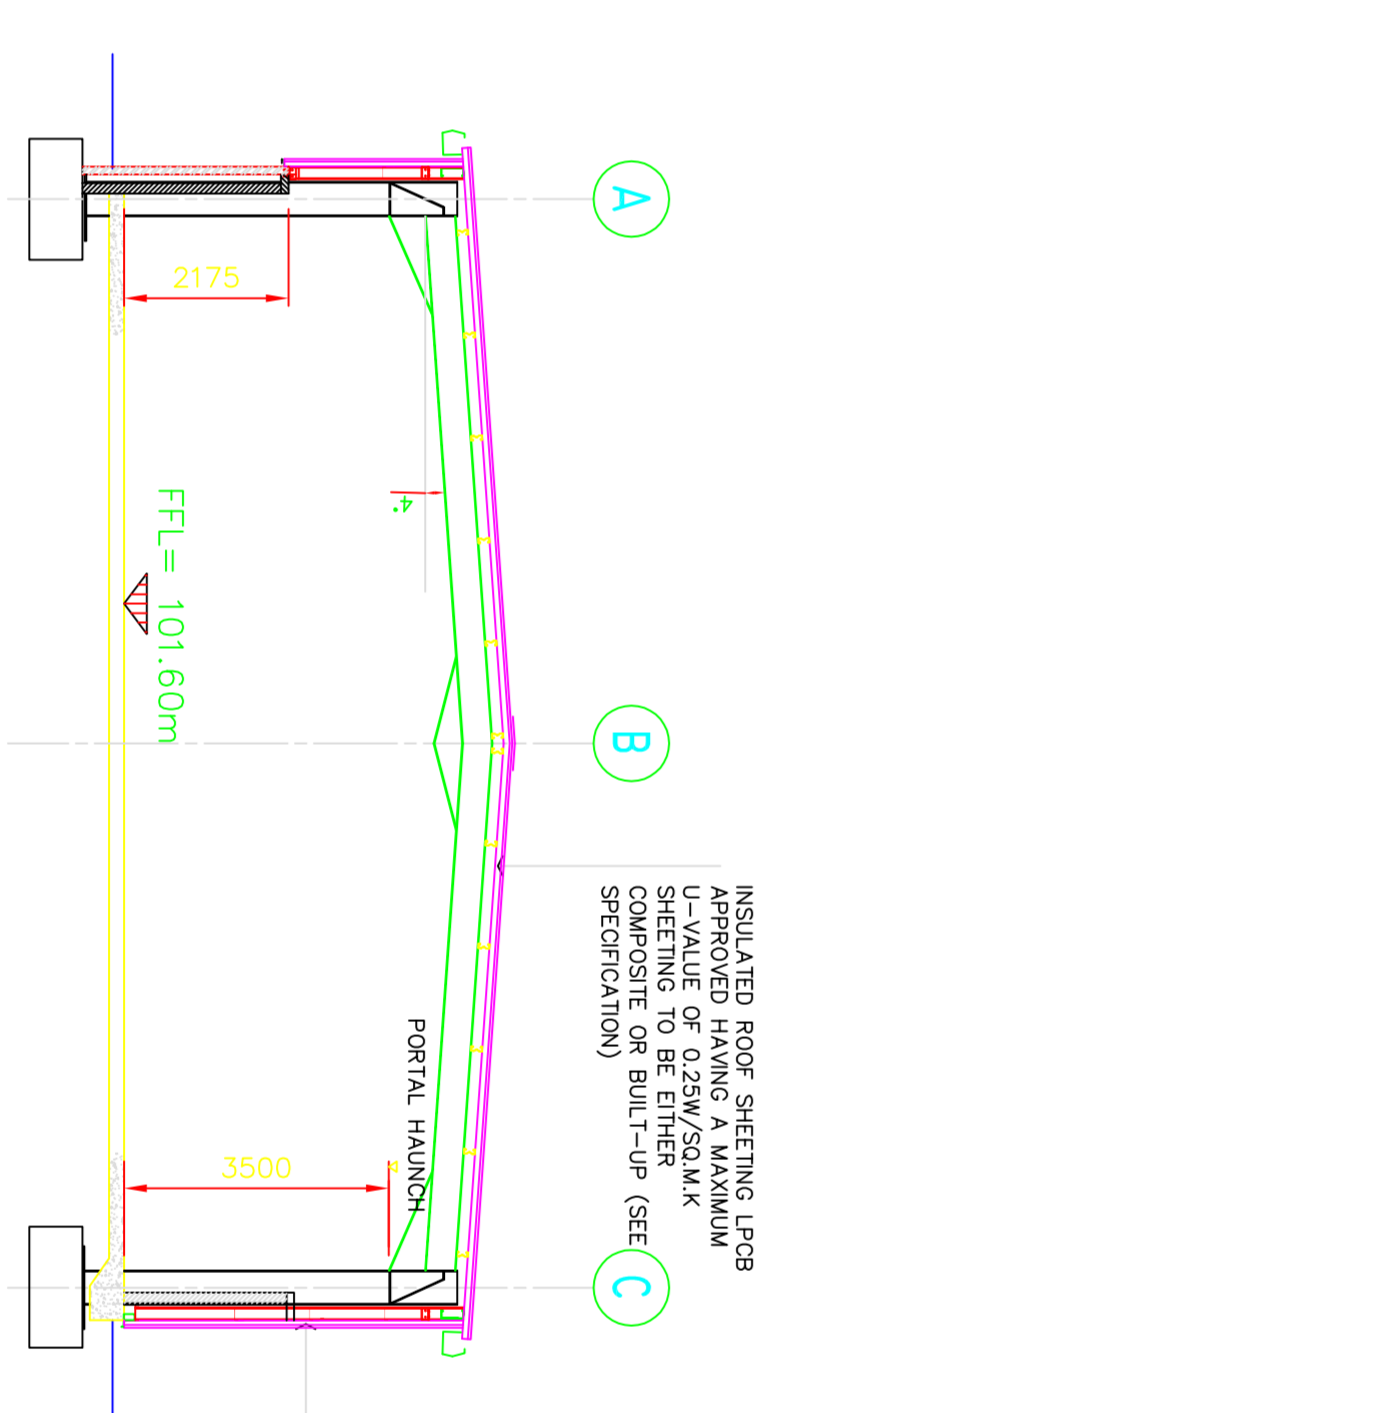 A
B
C
INSULATED ROOF SHEETING LPCB
APPROVED HAVING A MAXIMUM
U-VALUE OF 0.25W/SQ.M.K
SHEETING TO BE EITHER
COMPOSITE OR BUILT-UP (SEE
SPECIFICATION)
4°
PORTAL HAUNCH
2175
FFL= 101.60m
3500